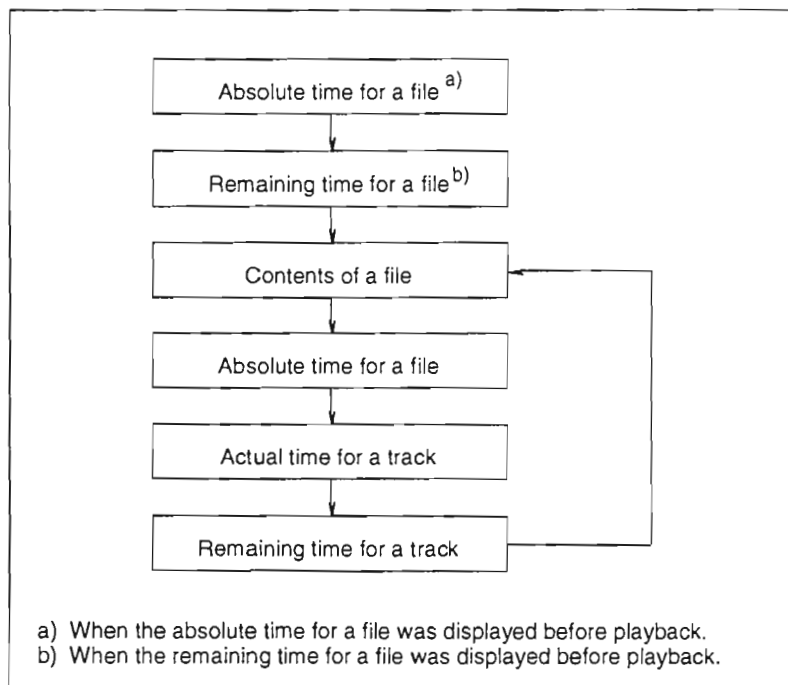 Absolute time for a file a)
Remaining time for a file b)
Contents of a file
Absolute time for a file
Actual time for a track
Remaining time for a track
a) When the absolute time for a file was displayed before playback.
b) When the remaining time for a file was displayed before playback.